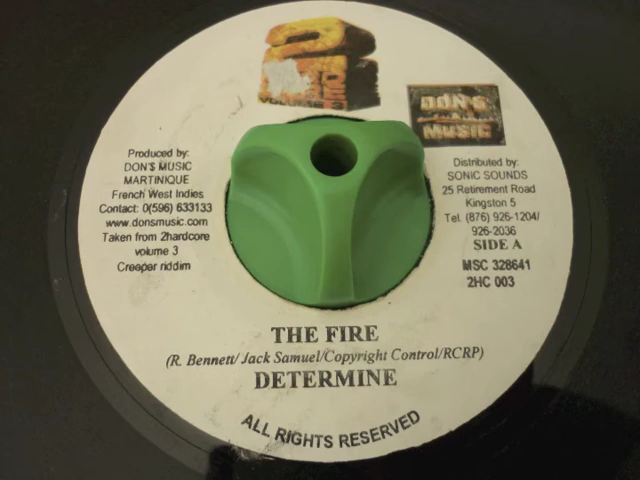 DON'S
MUSIC
Produced by:
DON'S MUSIC
MARTINIQUE
French West Indies
Contact: 0(596) 633133
www.donsmusic.com
Taken from 2hardcore
volume 3
Creeper riddim
Distributed by:
SONIC SOUNDS
25 Retirement Road
Kingston 5
Tel. (876) 926-1204/
926-2036
SIDE A
MSC 328641
2HC 003
THE FIRE
(R. Bennett/ Jack Samuel/Copyright Control/RCRP)
DETERMINE
ALL RIGHTS RESERVED